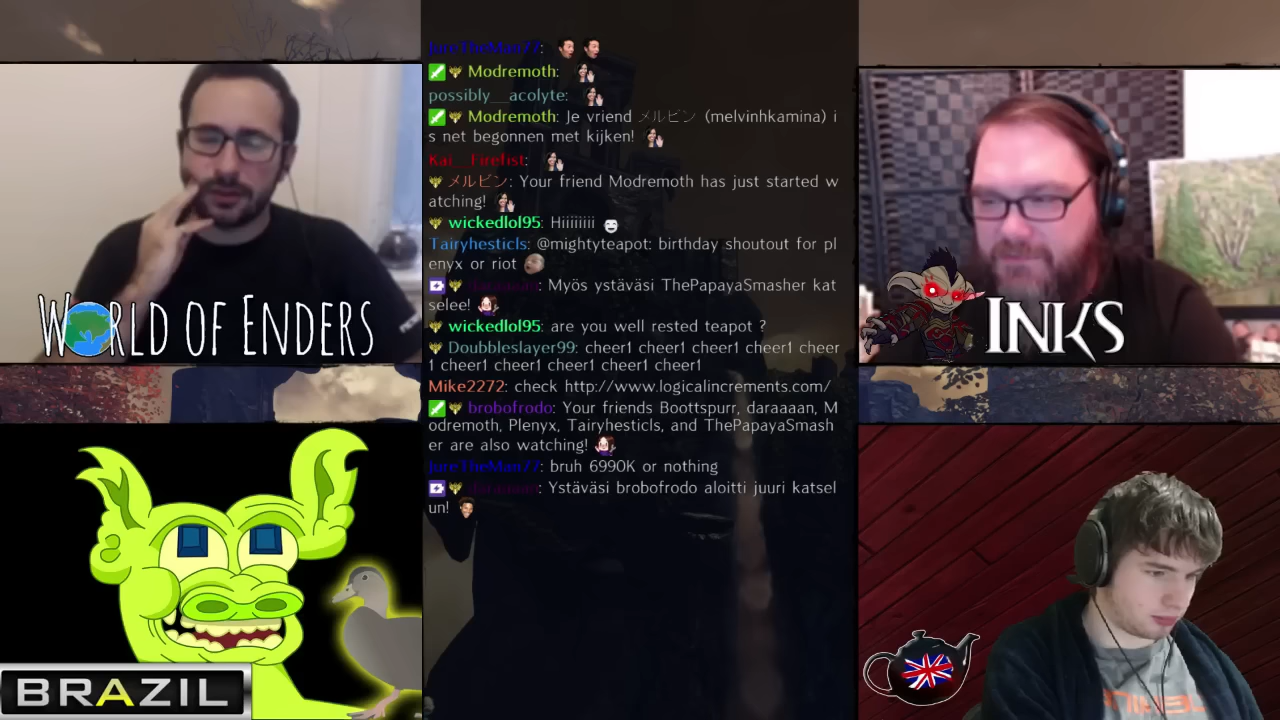 JureTheMan77:
Modremoth:
possibly__acolyte:
Modremoth: Je vriend メルビン (melvinhkamina) i
s net begonnen met kijken!
Kai__Firefist:
メルビン: Your friend Modremoth has just started w
atching!
wickedlol95: Hiiiiiiii
Tairyhesticls: @mightyteapot: birthday shoutout for pl
enyx or riot
daraaaan: Myös ystäväsi ThePapayaSmasher kat
selee!
wickedlol95: are you well rested teapot ?
Doubbleslayer99: cheer1 cheer1 cheer1 cheer1 cheer
1 cheer1 cheer1 cheer1 cheer1 cheer1
Mike2272: check http://www.logicalincrements.com/
brobofrodo: Your friends Boottspurr, daraaaan, M
odremoth, Plenyx, Tairyhesticls, and ThePapayaSmash
er are also watching!
JureTheMan77: bruh 6990K or nothing
daraaaan: Ystäväsi brobofrodo aloitti juuri katsel
un!
WORLD OF ENDERS
INKS
BRAZIL